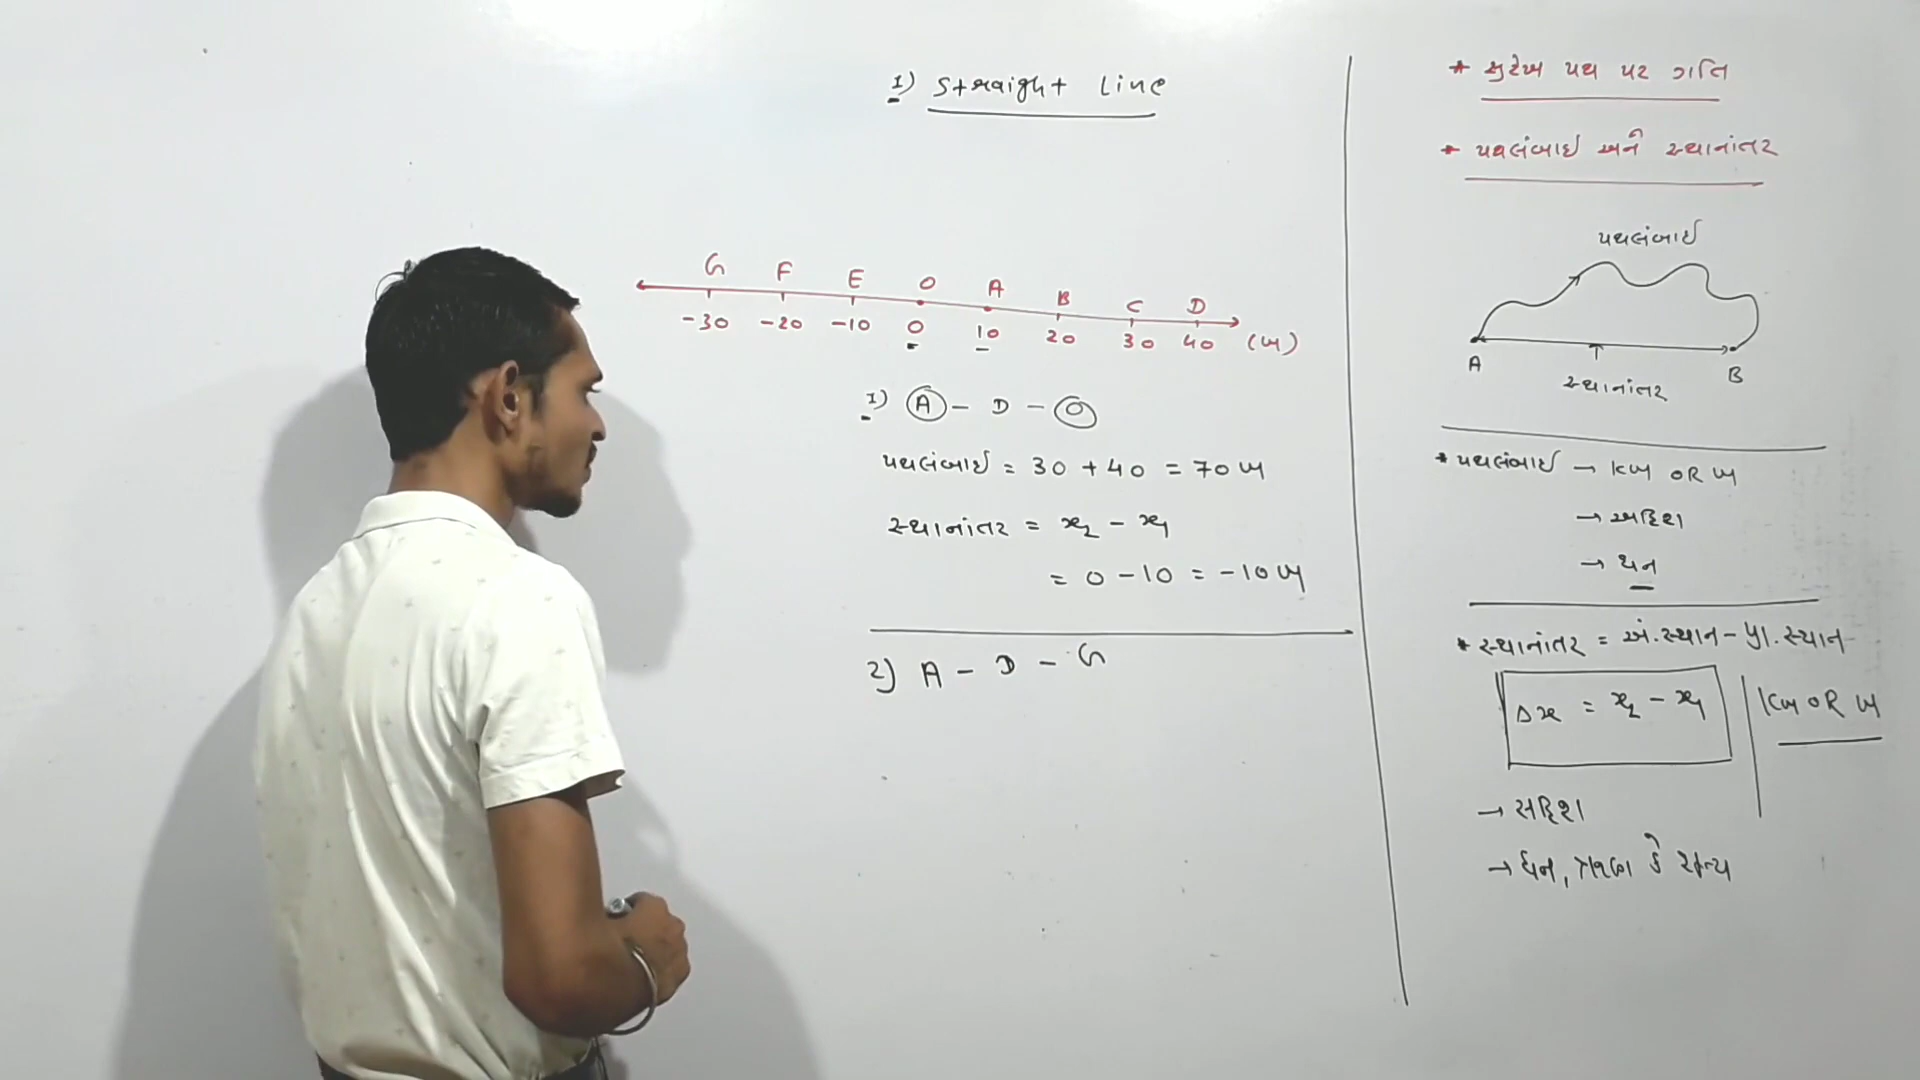 1) Straight Line
G F E O A B C D
-30 -20 -10 0 10 20 30 40 (m)
1) A - D - O
પથલંબાઈ = 30 + 40 = 70 m
સ્થાનાંતર = x₂ - x₁
= 0 - 10 = -10 m
2) A - D - G
* સુરેખ પથ પર ગતિ
* પથલંબાઈ અને સ્થાનાંતર
પથલંબાઈ
A B
સ્થાનાંતર
* પથલંબાઈ → km OR m
→ અદિશ
→ ધન
* સ્થાનાંતર = અં.સ્થાન - પ્રા.સ્થાન
Δx = x₂ - x₁
km OR m
→ સદિશ
→ ધન, ઋણ કે શૂન્ય